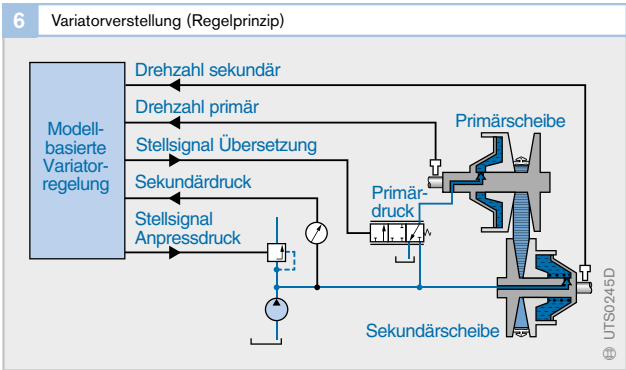 6 Variatorverstellung (Regelprinzip)
Modell-
basierte
Variator-
regelung
Drehzahl sekundär
Drehzahl primär
Stellsignal Übersetzung
Sekundärdruck
Stellsignal
Anpressdruck
Primär-
druck
Primärscheibe
Sekundärscheibe
UTS0245D